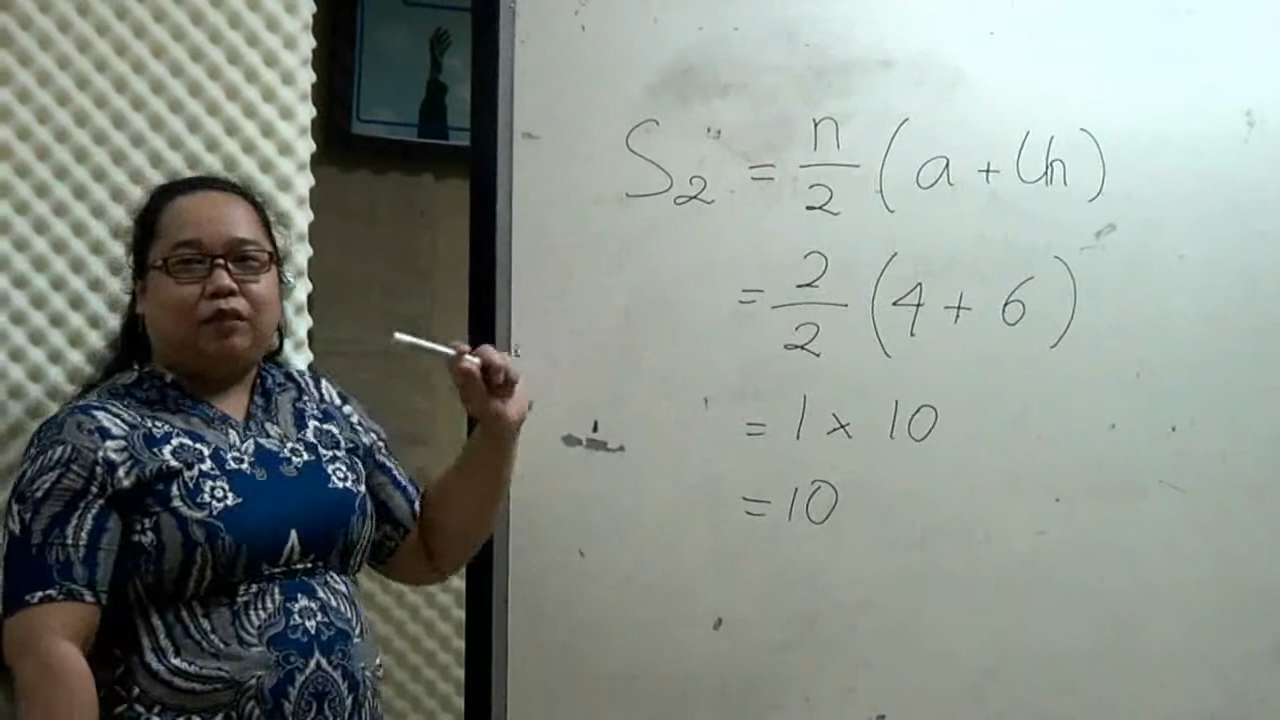 S₂ = n/2 (a + Un)
= 2/2 (4 + 6)
= 1 × 10
= 10